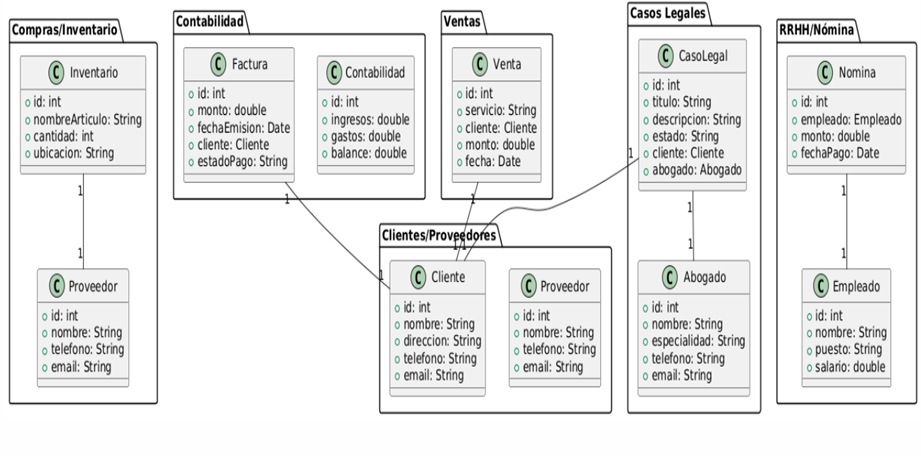 Compras/Inventario
C Inventario
id: int
nombreArticulo: String
cantidad: int
ubicacion: String
1
1
C Proveedor
id: int
nombre: String
telefono: String
email: String
Contabilidad
C Factura
id: int
monto: double
fechaEmision: Date
cliente: Cliente
estadoPago: String
C Contabilidad
id: int
ingresos: double
gastos: double
balance: double
1
1
Ventas
C Venta
id: int
servicio: String
cliente: Cliente
monto: double
fecha: Date
1
1
1
Clientes/Proveedores
C Cliente
id: int
nombre: String
direccion: String
telefono: String
email: String
C Proveedor
id: int
nombre: String
telefono: String
email: String
Casos Legales
C CasoLegal
id: int
titulo: String
descripcion: String
estado: String
cliente: Cliente
abogado: Abogado
1
1
1
C Abogado
id: int
nombre: String
especialidad: String
telefono: String
email: String
RRHH/Nómina
C Nomina
id: int
empleado: Empleado
monto: double
fechaPago: Date
1
1
C Empleado
id: int
nombre: String
puesto: String
salario: double